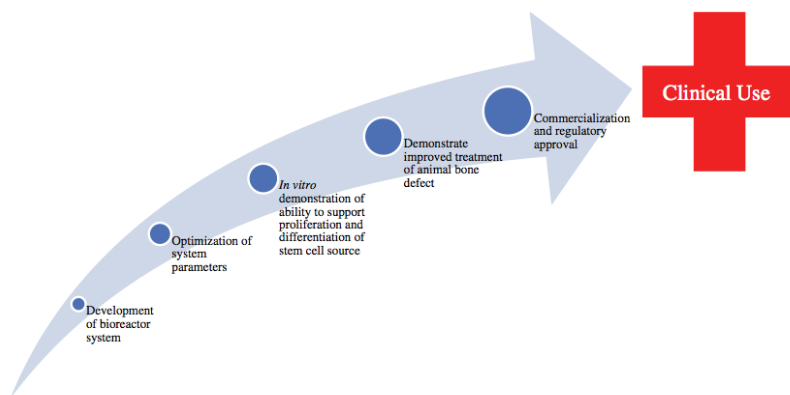 Development
of bioreactor
system
Optimization of
system
parameters
In vitro
demonstration of
ability to support
proliferation and
differentiation of
stem cell source
Demonstrate
improved treatment
of animal bone
defect
Commercialization
and regulatory
approval
Clinical Use